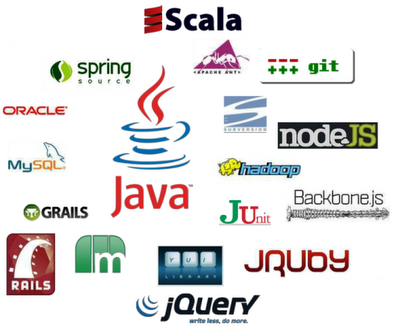 Scala
spring
source
APACHE ANT
git
ORACLE
SUBVERSION
nodeJS
MySQL
Java
hadoop
GRAILS
JUnit
Backbone.js
RAILS
m
YUI
LIBRARY
JRUBY
jQuery
write less, do more.